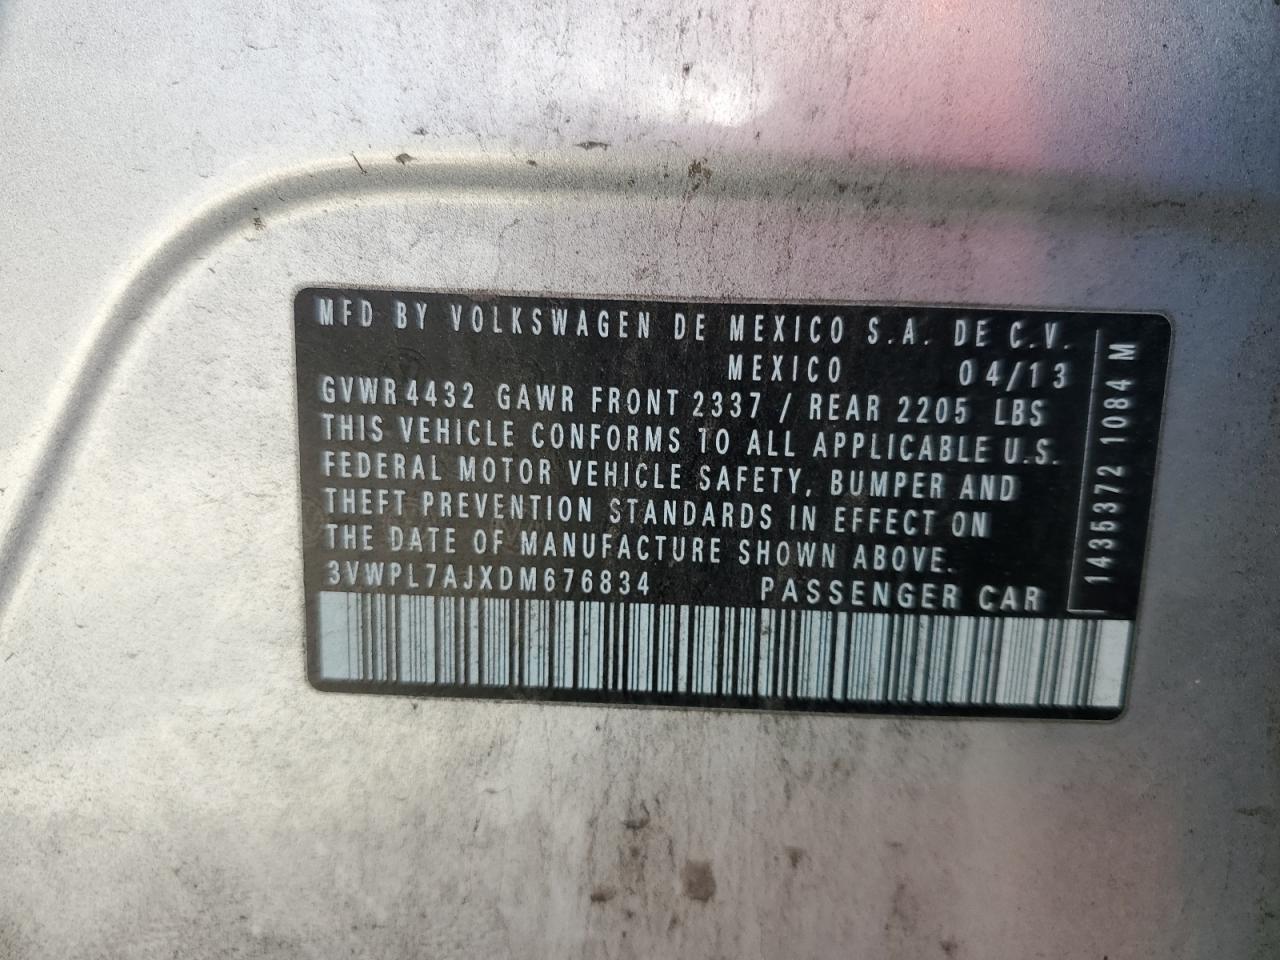 MFD BY VOLKSWAGEN DE MEXICO S.A. DE C.V.
MEXICO 04/13
GVWR 4432 GAWR FRONT 2337 / REAR 2205 LBS
THIS VEHICLE CONFORMS TO ALL APPLICABLE U.S.
FEDERAL MOTOR VEHICLE SAFETY, BUMPER AND
THEFT PREVENTION STANDARDS IN EFFECT ON
THE DATE OF MANUFACTURE SHOWN ABOVE.
3VWPL7AJXDM676834 PASSENGER CAR
1435372 1084 M